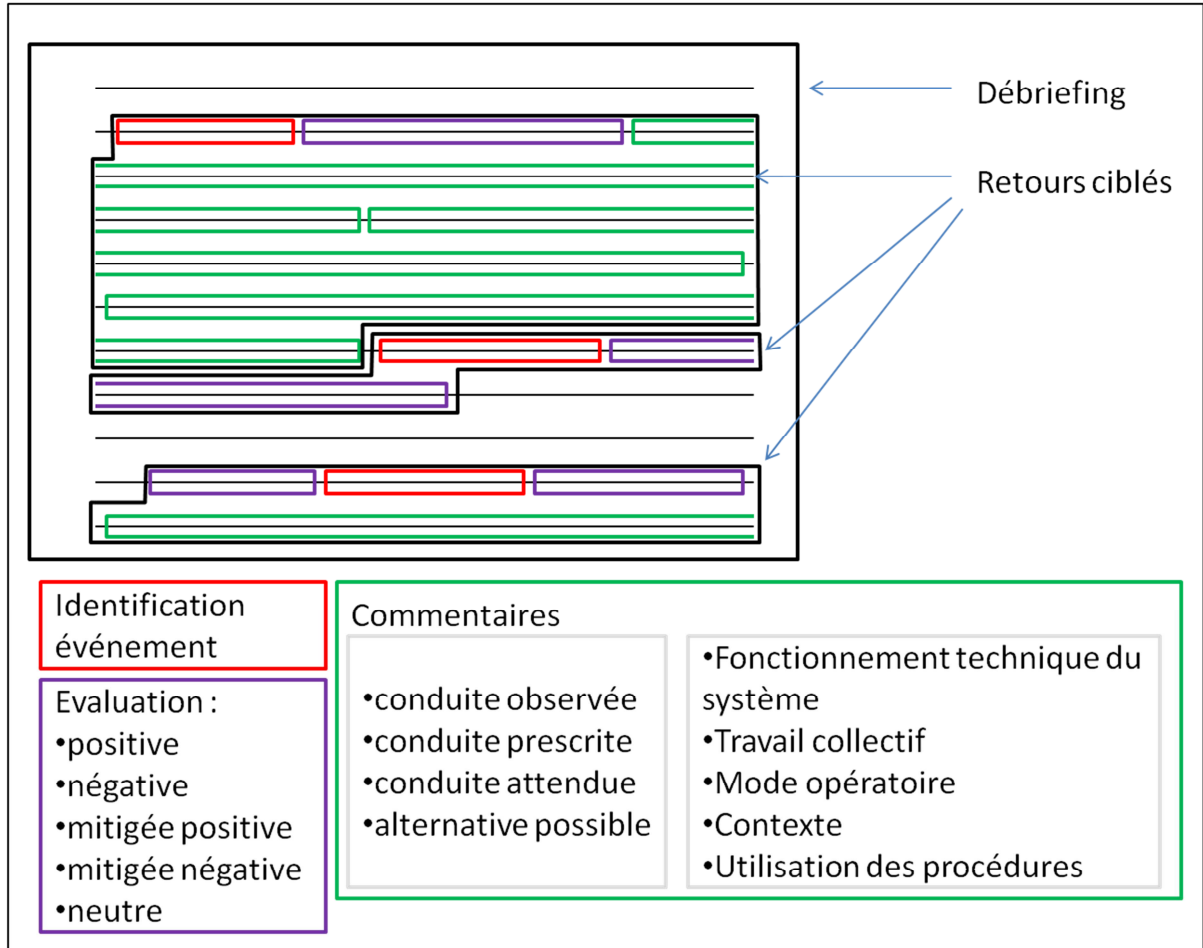 Débriefing
Retours ciblés
Identification
événement
Evaluation :
•positive
•négative
•mitigée positive
•mitigée négative
•neutre
Commentaires
•conduite observée
•conduite prescrite
•conduite attendue
•alternative possible
•Fonctionnement technique du
système
•Travail collectif
•Mode opératoire
•Contexte
•Utilisation des procédures